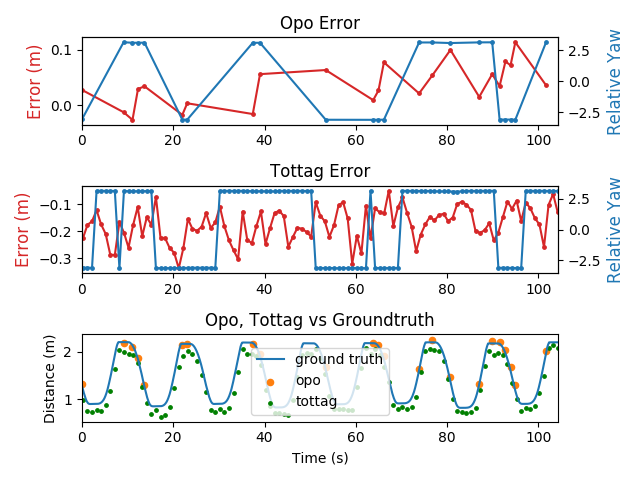 Opo Error
Error (m)
0.1
0.0
2.5
0.0
−2.5
Relative Yaw
0 20 40 60 80 100
Tottag Error
Error (m)
−0.1
−0.2
−0.3
2.5
0.0
−2.5
Relative Yaw
0 20 40 60 80 100
Opo, Tottag vs Groundtruth
Distance (m)
2
1
ground truth
opo
tottag
0 20 40 60 80 100
Time (s)